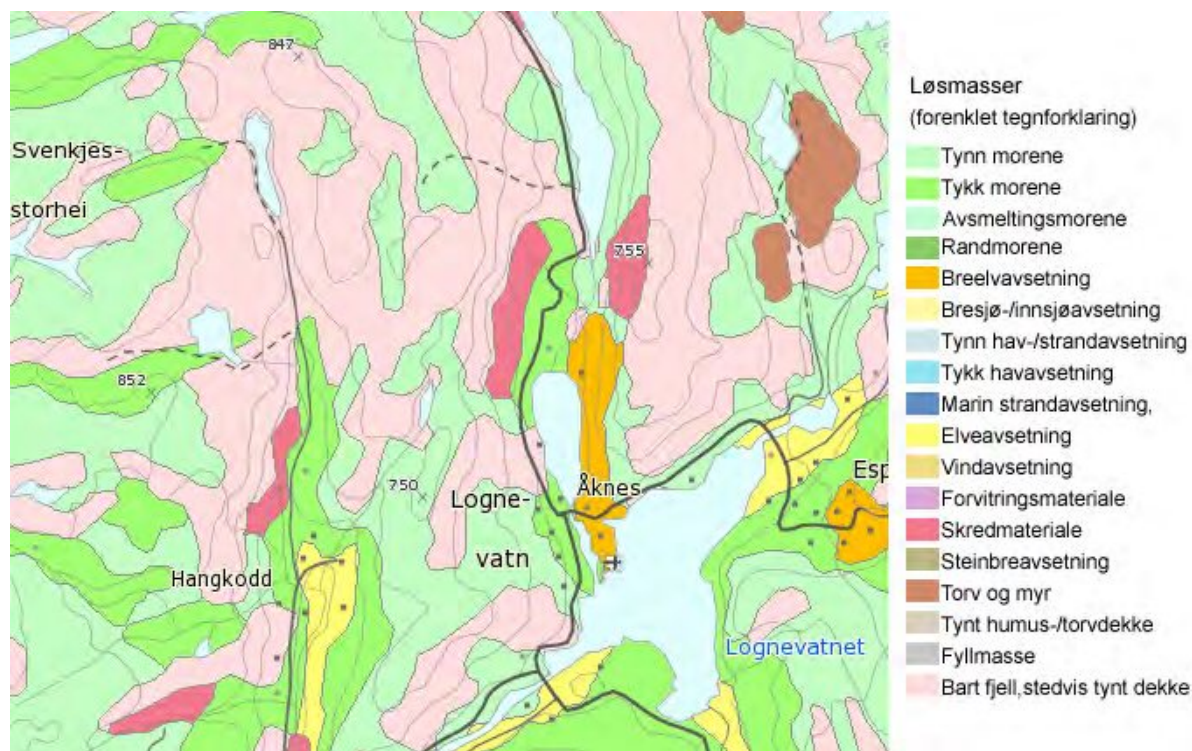 847
Svenkjes-
storhei
755
852
750
Logne-
vatn
Åknes
Esp
Hangkodd
Lognevatnet
Løsmasser
(forenklet tegnforklaring)
Tynn morene
Tykk morene
Avsmeltingsmorene
Randmorene
Breelvavsetning
Bresjø-/innsjøavsetning
Tynn hav-/strandavsetning
Tykk havavsetning
Marin strandavsetning,
Elveavsetning
Vindavsetning
Forvitringsmateriale
Skredmateriale
Steinbreavsetning
Torv og myr
Tynt humus-/torvdekke
Fyllmasse
Bart fjell,stedvis tynt dekke